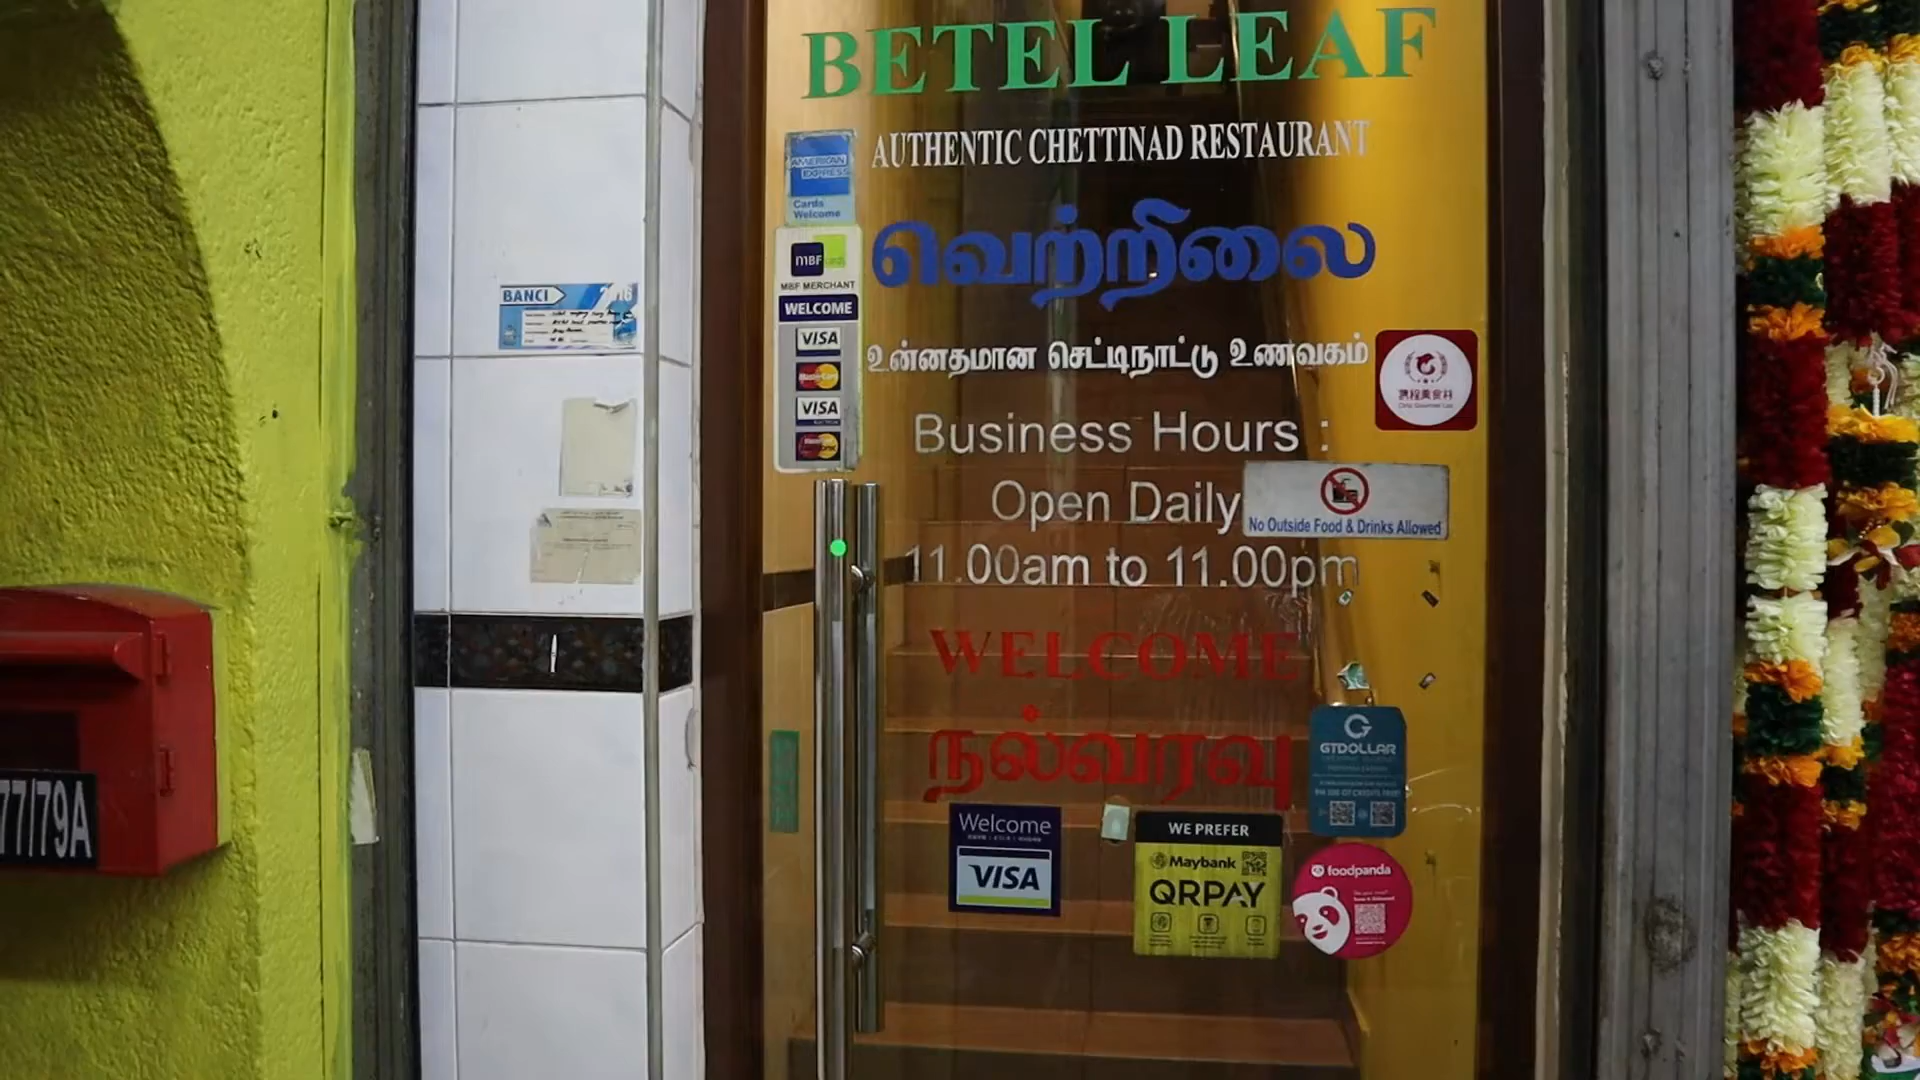 BETEL LEAF
AUTHENTIC CHETTINAD RESTAURANT
AMERICAN
EXPRESS
Cards
Welcome
வெற்றிலை
MBF
MBF MERCHANT
WELCOME
VISA
MasterCard
VISA
BANCI
உன்னதமான செட்டிநாட்டு உணவகம்
Business Hours :
Open Daily
No Outside Food & Drinks Allowed
11.00am to 11.00pm
WELCOME
நல்வரவு
GTDOLLAR
Welcome
VISA
WE PREFER
Maybank
QRPAY
foodpanda
77/79A